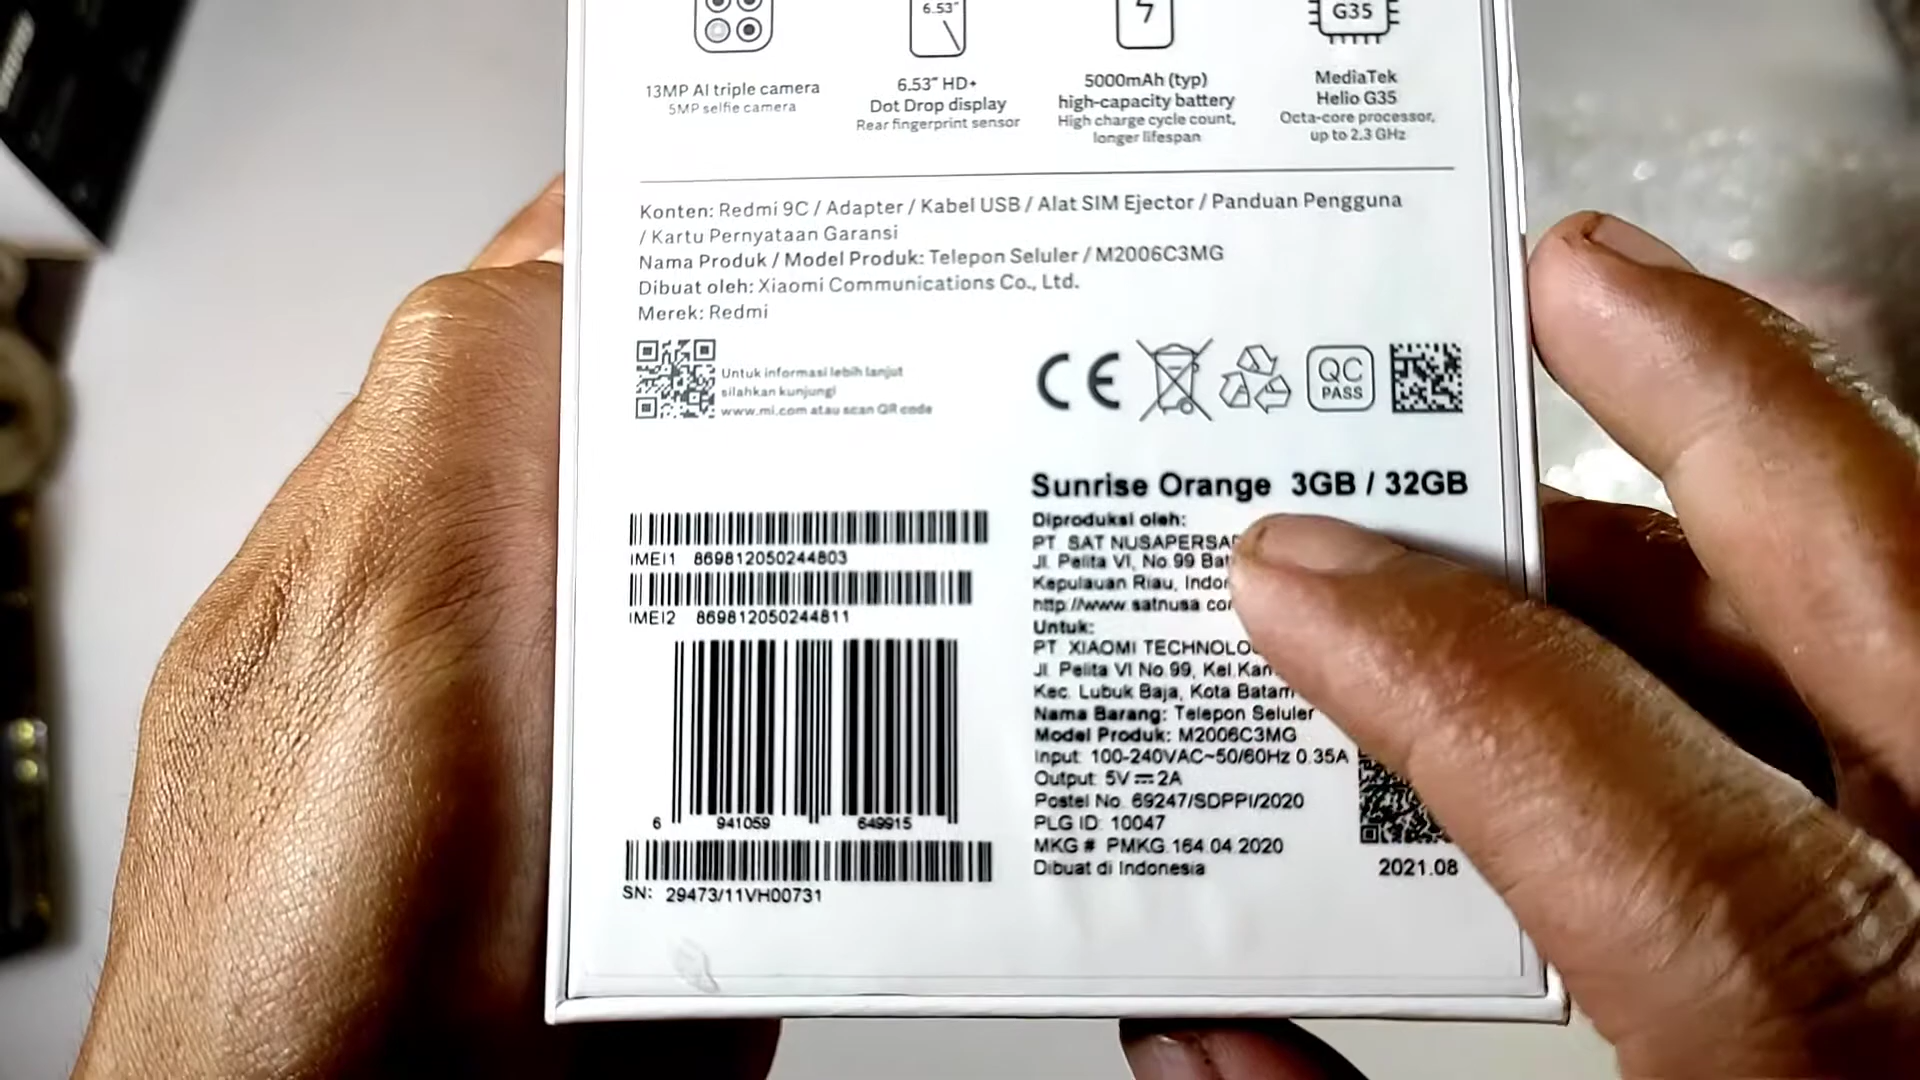 6.53"
G35
13MP AI triple camera
5MP selfie camera
6.53" HD+
Dot Drop display
Rear fingerprint sensor
5000mAh (typ)
high-capacity battery
High charge cycle count,
longer lifespan
MediaTek
Helio G35
Octa-core processor,
up to 2.3 GHz
Konten: Redmi 9C / Adapter / Kabel USB / Alat SIM Ejector / Panduan Pengguna
/ Kartu Pernyataan Garansi
Nama Produk / Model Produk: Telepon Seluler / M2006C3MG
Dibuat oleh: Xiaomi Communications Co., Ltd.
Merek: Redmi
Untuk informasi lebih lanjut
silahkan kunjungi
www.mi.com atau scan QR code
CE
QC
PASS
Sunrise Orange 3GB / 32GB
Diproduksi oleh:
PT SAT
Jl. Pelita VI, No.99
Kepulauan Riau,
Untuk:
PT XIAOMI
Jl. Pelita VI No.99, Kel.
Kec. Lubuk Baja, Kota Batam
Nama Barang: Telepon Seluler
Model Produk: M2006C3MG
Input: 100-240VAC~50/60Hz 0.35A
Output: 5V⎓2A
Postel No. 69247/SDPPI/2020
PLG ID: 10047
MKG # PMKG.164.04.2020
Dibuat di Indonesia
2021.08
IMEI1 869812050244803
IMEI2 869812050244811
6 941059 649915
SN: 29473/11VH00731